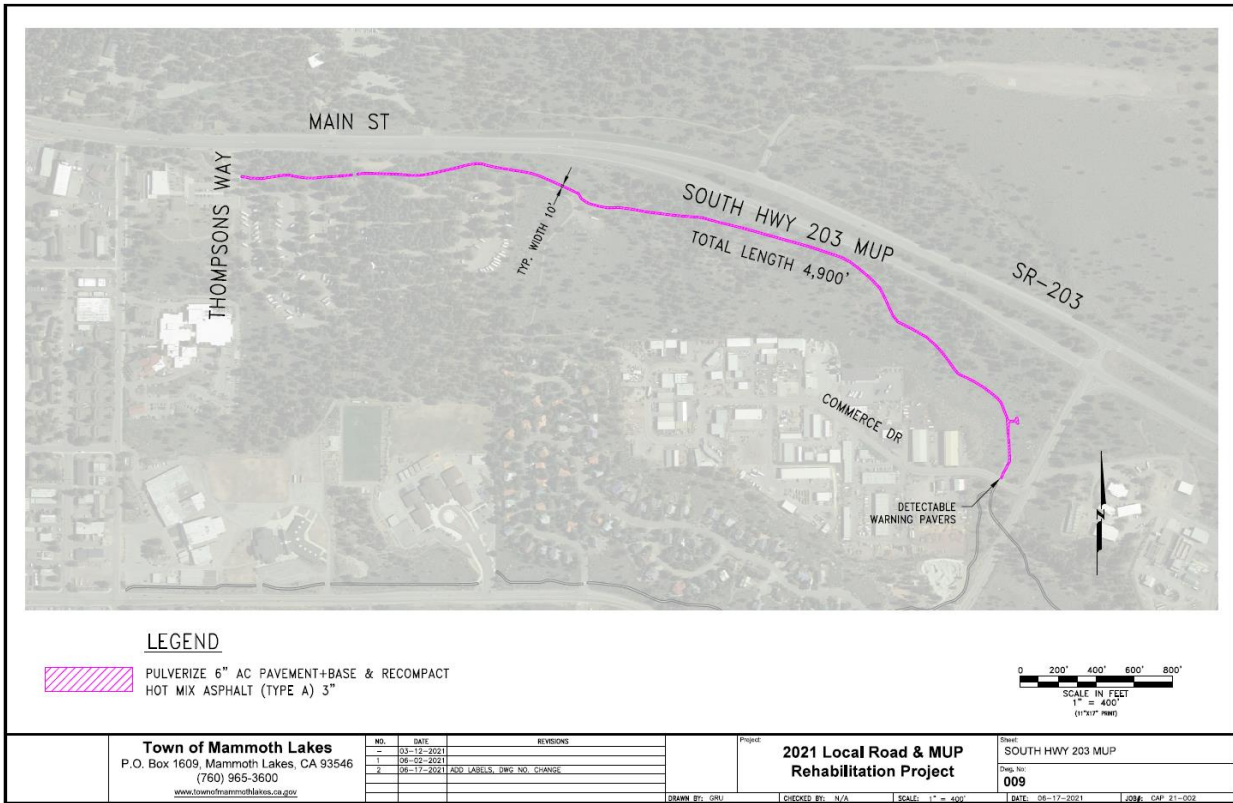 MAIN ST
THOMPSONS WAY
TYP. WIDTH 10'
SOUTH HWY 203 MUP
TOTAL LENGTH 4,900'
SR-203
COMMERCE DR
DETECTABLE
WARNING PAVERS
N
LEGEND
PULVERIZE 6" AC PAVEMENT+BASE & RECOMPACT
HOT MIX ASPHALT (TYPE A) 3"
0 200' 400' 600' 800'
SCALE IN FEET
1" = 400'
(11"X17" PRINT)
Town of Mammoth Lakes
P.O. Box 1609, Mammoth Lakes, CA 93546
(760) 965-3600
www.townofmammothlakes.ca.gov
NO. DATE REVISIONS
– 03-12-2021
1 06-02-2021
2 06-17-2021 ADD LABELS, DWG NO. CHANGE
Project:
2021 Local Road & MUP
Rehabilitation Project
DRAWN BY: GRU CHECKED BY: N/A SCALE: 1" = 400'
Sheet:
SOUTH HWY 203 MUP
Dwg. No:
009
DATE: 06-17-2021 JOB#: CAP 21-002